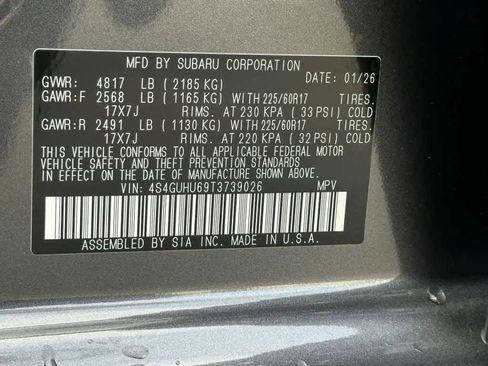 MFD BY SUBARU CORPORATION
DATE: 01/26
GVWR: 4817 LB ( 2185 KG)
GAWR:F 2568 LB ( 1165 KG) WITH 225/60R17 TIRES.
17X7J RIMS. AT 230 KPA ( 33 PSI) COLD
GAWR:R 2491 LB ( 1130 KG) WITH 225/60R17 TIRES.
17X7J RIMS. AT 220 KPA ( 32 PSI) COLD
THIS VEHICLE CONFORMS TO ALL APPLICABLE FEDERAL MOTOR
VEHICLE SAFETY AND THEFT PREVENTION STANDARDS
IN EFFECT ON THE DATE OF MANUFACTURE SHOWN ABOVE.
VIN: 4S4GUHU69T3739026 MPV
ASSEMBLED BY SIA INC. MADE IN U.S.A.